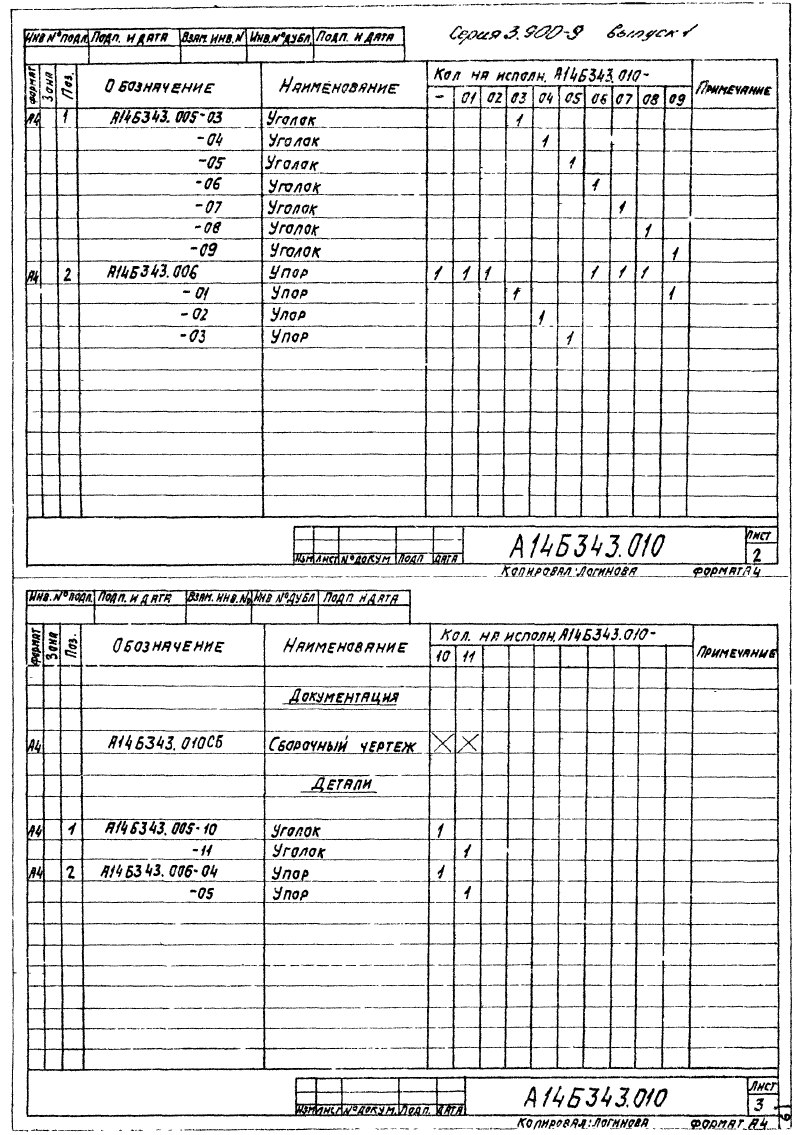 Серия 3.900-9 выпуск 1
Инв № подл. Подп. и дата Взам. инв. № Инв. № дубл. Подп. и дата
Формат Зона Поз. Обозначение Наименование Кол на исполн. А14Б343.010- Примечание
- 01 02 03 04 05 06 07 08 09
А4 1 А14Б343.005-03 Уголок 1
-04 Уголок 1
-05 Уголок 1
-06 Уголок 1
-07 Уголок 1
-08 Уголок 1
-09 Уголок 1
А4 2 А14Б343.006 Упор 1 1 1 1 1 1
-01 Упор 1 1
-02 Упор 1
-03 Упор 1
Изм Лист № докум Подп Дата А14Б343.010 Лист 2
Копировал: Логинова Формат А4
Инв. № подл. Подп. и дата Взам. инв. № Инв № дубл Подп и дата
Формат Зона Поз. Обозначение Наименование Кол. на исполн. А14Б343.010- Примечание
10 11
Документация
А4 А14Б343.010СБ Сборочный чертеж X X
Детали
А4 1 А14Б343.005-10 Уголок 1
-11 Уголок 1
А4 2 А14Б343.006-04 Упор 1
-05 Упор 1
Изм Лист № докум. Подп. Дата А14Б343.010 Лист 3
Копировал: Логинова Формат А4